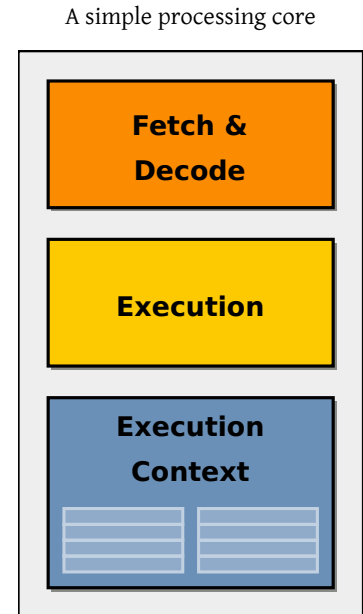 A simple processing core
Fetch &
Decode
Execution
Execution
Context